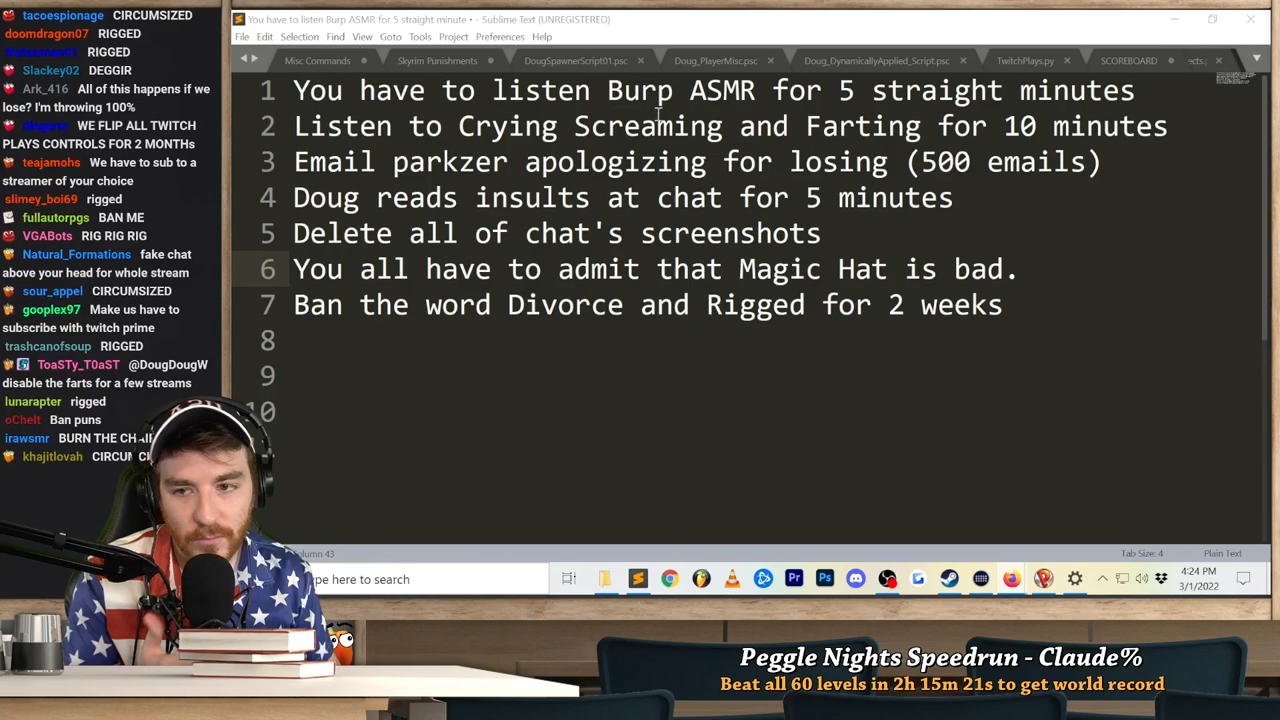 tacoespionage CIRCUMSIZED
doomdragon07 RIGGED
RIGGED
Slackey02 DEGGIR
Ark_416 All of this happens if we
lose? I'm throwing 100%
WE FLIP ALL TWITCH
PLAYS CONTROLS FOR 2 MONTHs
teajamohs We have to sub to a
streamer of your choice
slimey_boi69 rigged
fullautorpgs BAN ME
VGABots RIG RIG RIG
Natural_Formations fake chat
above your head for whole stream
sour_appel CIRCUMSIZED
gooplex97 Make us have to
subscribe with twitch prime
trashcanofsoup RIGGED
ToaSTy_T0aST @DougDougW
disable the farts for a few streams
lunarapter rigged
oChelt Ban puns
irawsmr BURN THE CHAIR
khajitlovah
You have to listen Burp ASMR for 5 straight minute • - Sublime Text (UNREGISTERED)
File Edit Selection Find View Goto Tools Project Preferences Help
Misc Commands Skyrim Punishments DougSpawnerScript01.psc Doug_PlayerMisc.psc Doug_DynamicallyApplied_Script.psc TwitchPlays.py SCOREBOARD ects.p
1 You have to listen Burp ASMR for 5 straight minutes
2 Listen to Crying Screaming and Farting for 10 minutes
3 Email parkzer apologizing for losing (500 emails)
4 Doug reads insults at chat for 5 minutes
5 Delete all of chat's screenshots
6 You all have to admit that Magic Hat is bad.
7 Ban the word Divorce and Rigged for 2 weeks
8
9
10
Column 43 Tab Size: 4 Plain Text
ype here to search
4:24 PM
3/1/2022
Peggle Nights Speedrun - Claude%
Beat all 60 levels in 2h 15m 21s to get world record